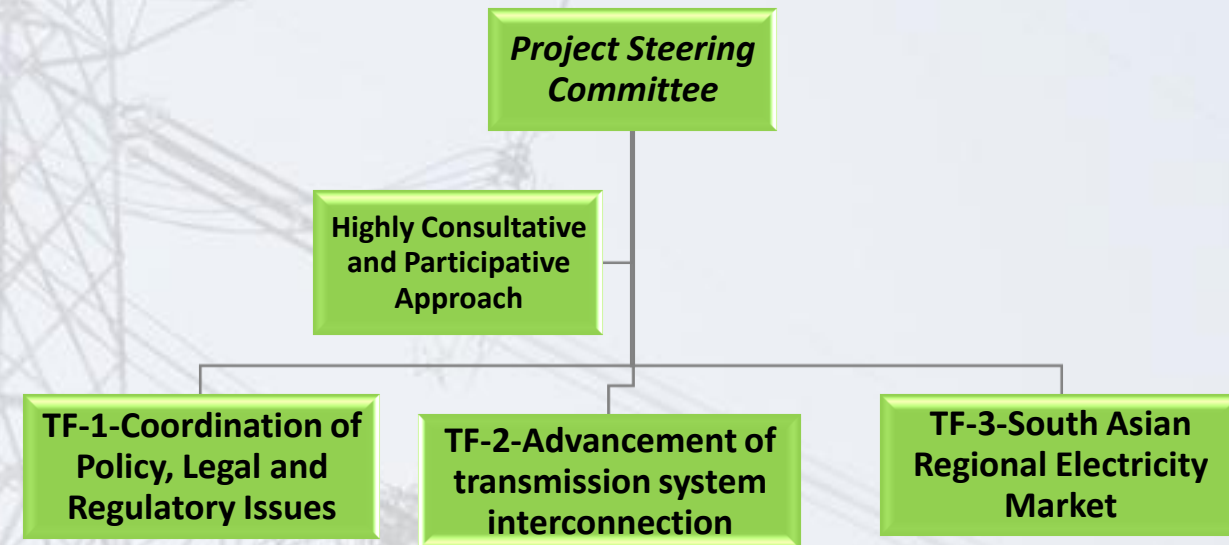 Project Steering
Committee
Highly Consultative
and Participative
Approach
TF-1-Coordination of
Policy, Legal and
Regulatory Issues
TF-2-Advancement of
transmission system
interconnection
TF-3-South Asian
Regional Electricity
Market